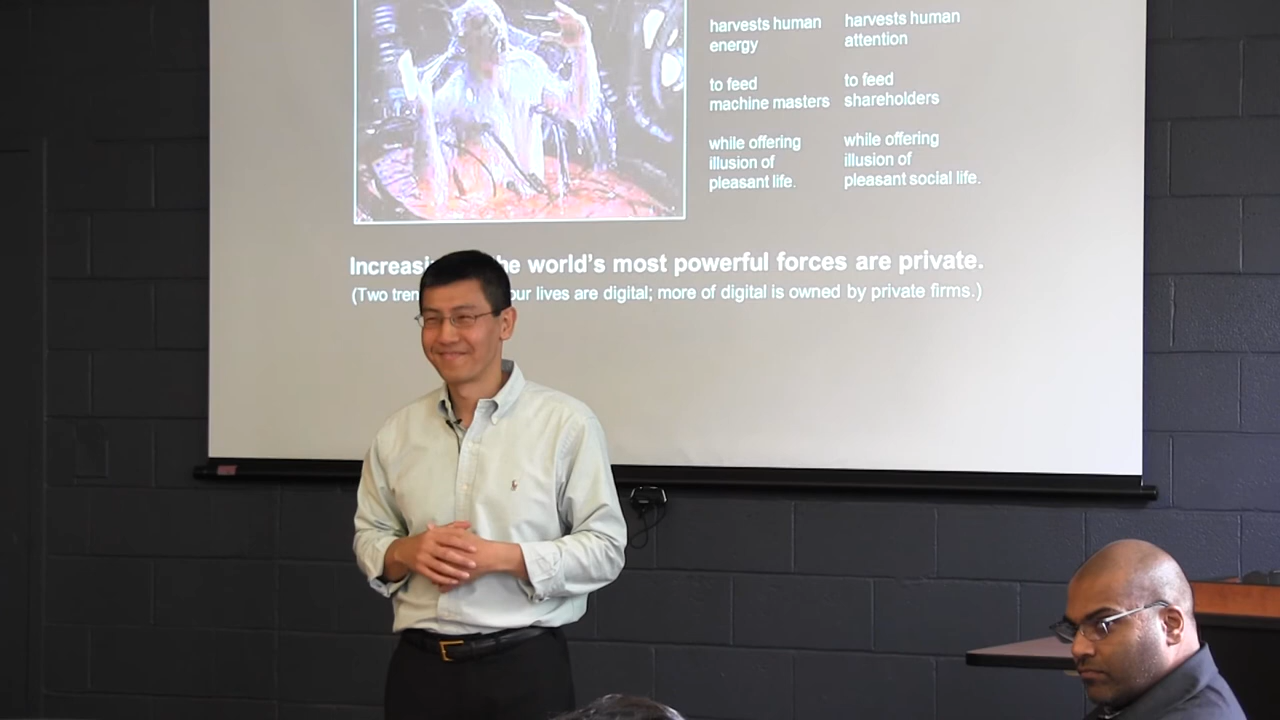 harvests human
energy
to feed
machine masters
while offering
illusion of
pleasant life.
harvests human
attention
to feed
shareholders
while offering
illusion of
pleasant social life.
the world's most powerful forces are private.
(Two our lives are digital; more of digital is owned by private firms.)